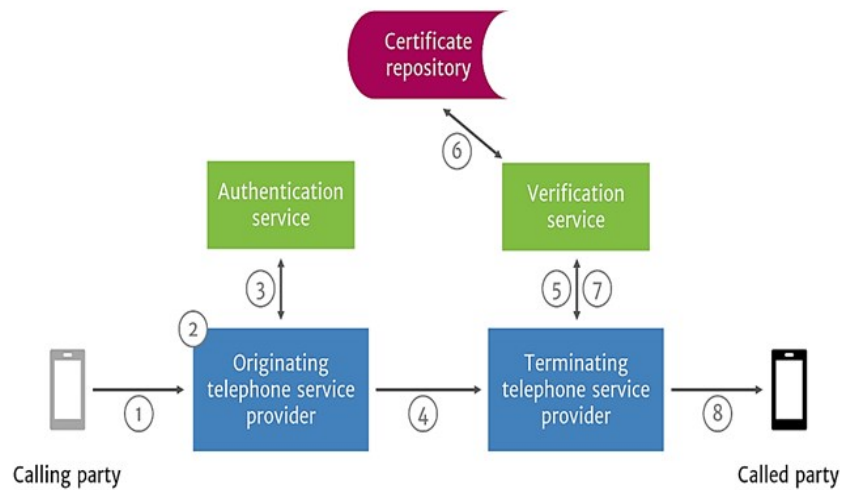 Certificate
repository
6
Authentication
service
Verification
service
3
5
7
2
Originating
telephone service
provider
Terminating
telephone service
provider
1
4
8
Calling party
Called party